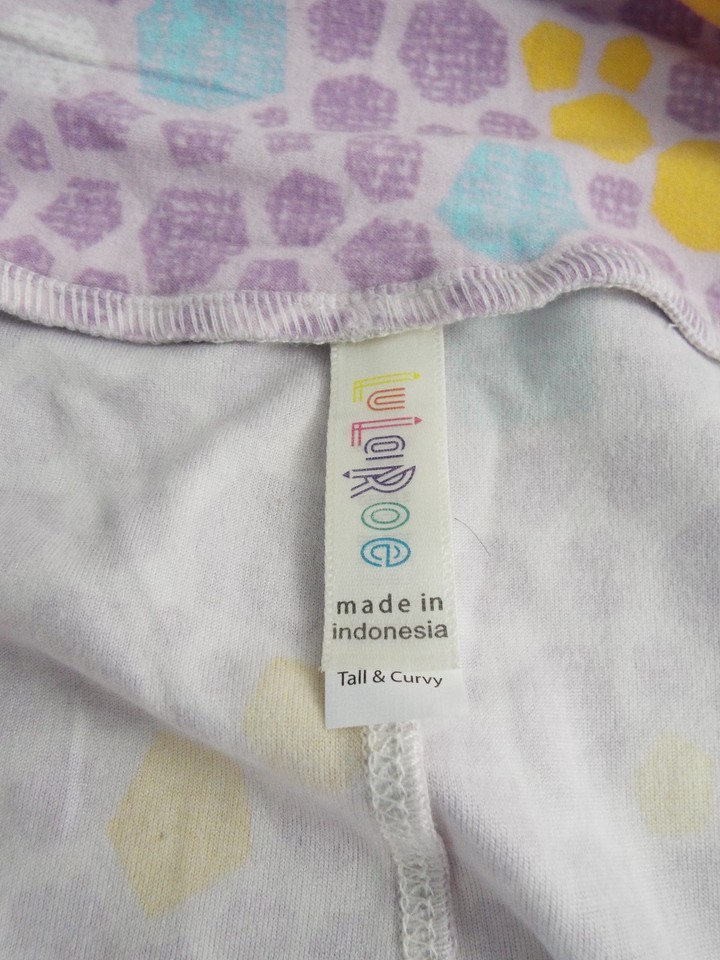 LuLaRoe
made in
indonesia
Tall & Curvy